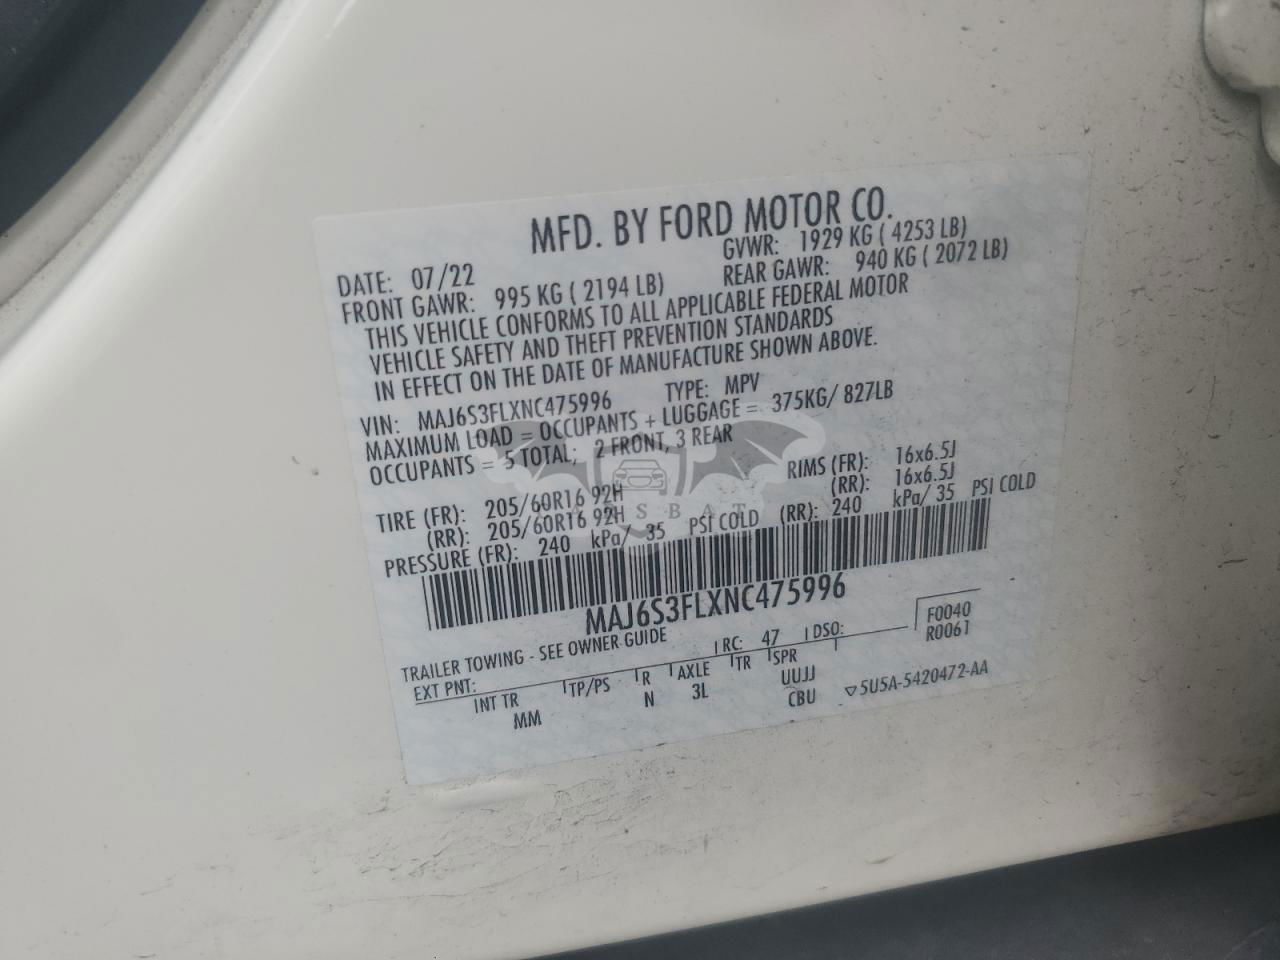 MFD. BY FORD MOTOR CO.
DATE: 07/22 GVWR: 1929 KG ( 4253 LB)
FRONT GAWR: 995 KG ( 2194 LB) REAR GAWR: 940 KG ( 2072 LB)
THIS VEHICLE CONFORMS TO ALL APPLICABLE FEDERAL MOTOR
VEHICLE SAFETY AND THEFT PREVENTION STANDARDS
IN EFFECT ON THE DATE OF MANUFACTURE SHOWN ABOVE.
VIN: MAJ6S3FLXNC475996 TYPE: MPV
MAXIMUM LOAD = OCCUPANTS + LUGGAGE = 375KG/ 827LB
OCCUPANTS = 5 TOTAL; 2 FRONT, 3 REAR
TIRE (FR): 205/60R16 92H RIMS (FR): 16x6.5J
(RR): 205/60R16 92H (RR): 16x6.5J
PRESSURE (FR): 240 kPa/ 35 PSI COLD (RR): 240 kPa/ 35 PSI COLD
MAJ6S3FLXNC475996
TRAILER TOWING - SEE OWNER GUIDE
F0040
R0061
EXT PNT: RC: 47 DSO:
INT TR TP/PS R AXLE TR SPR
MM N 3L UUJJ
CBU
▽5U5A-5420472-AA